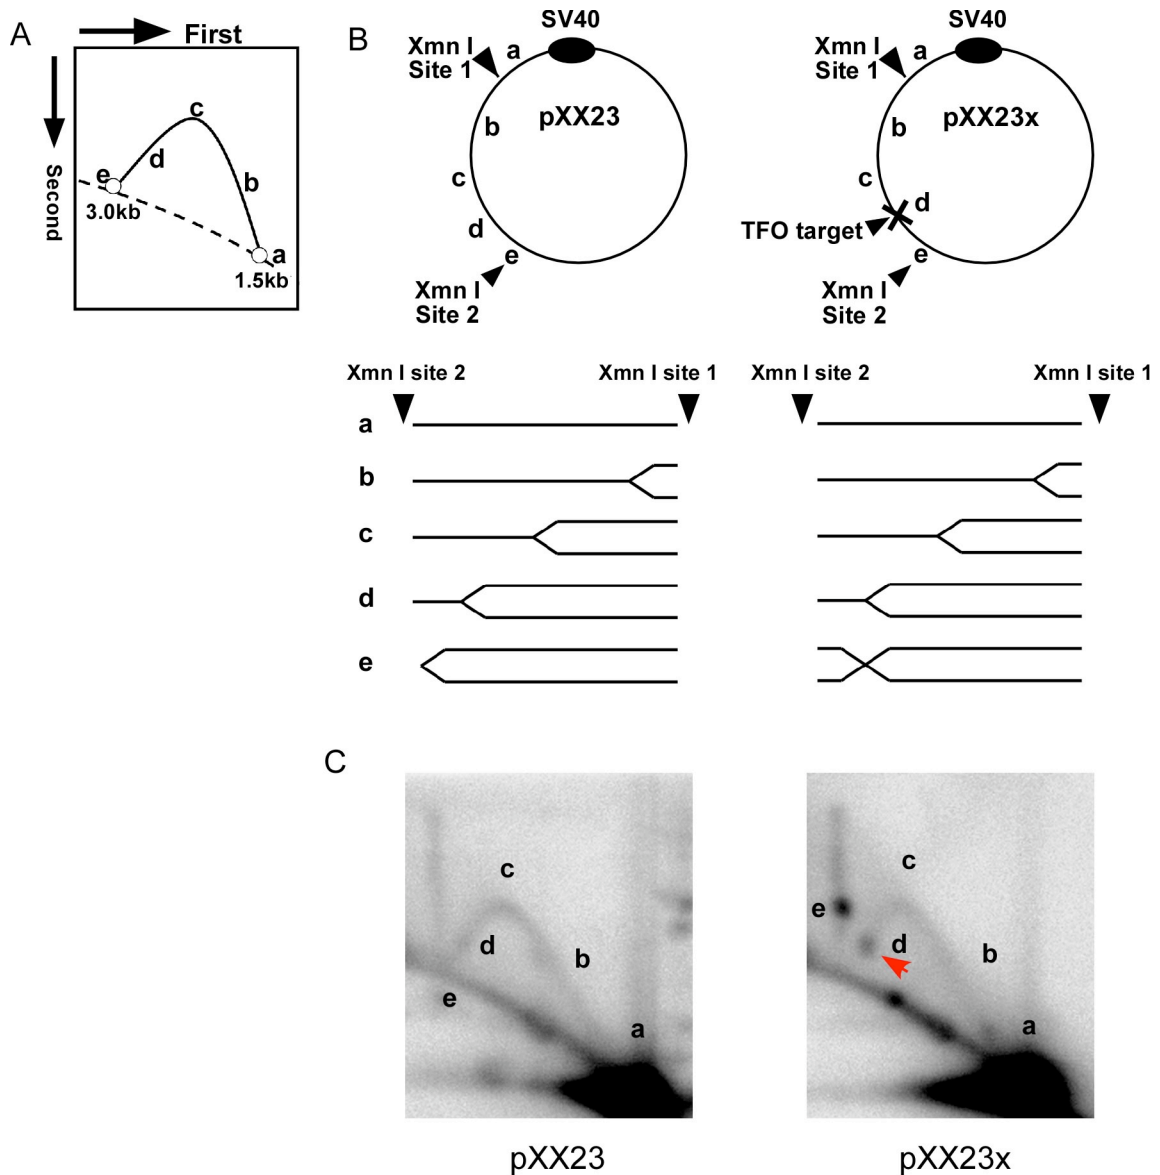 A
First
Second
c
d
b
e
3.0kb
a
1.5kb
B
SV40
Xmn I
Site 1
a
b
pXX23
c
d
e
Xmn I
Site 2
SV40
Xmn I
Site 1
a
b
pXX23x
c
d
TFO target
e
Xmn I
Site 2
Xmn I site 2
Xmn I site 1
Xmn I site 2
Xmn I site 1
a
b
c
d
e
C
c
d
b
e
a
c
e
d
b
a
pXX23
pXX23x